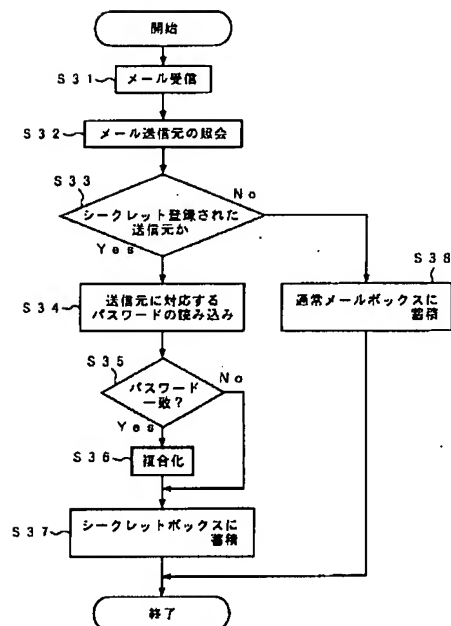 開始
S31
メール受信
S32
メール送信元の照会
S33
No
シークレット登録された
送信元か
Yes
S38
S34
送信元に対応する
パスワードの読み込み
通常メールボックスに
蓄積
S35
No
パスワード
一致?
Yes
S36
複合化
S37
シークレットボックスに
蓄積
終了